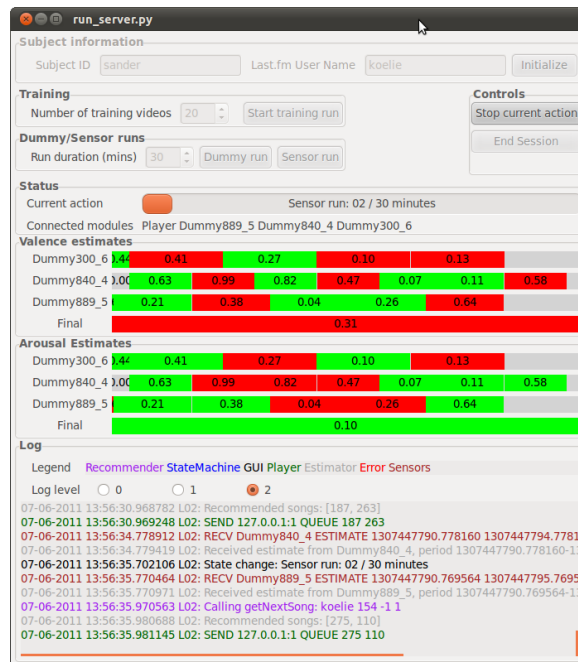 run_server.py
Subject information
Subject ID sander Last.fm User Name koelie Initialize
Training Controls
Number of training videos 20 Start training run Stop current action
Dummy/Sensor runs End Session
Run duration (mins) 30 Dummy run Sensor run
Status
Current action Sensor run: 02 / 30 minutes
Connected modules Player Dummy889_5 Dummy840_4 Dummy300_6
Valence estimates
Dummy300_6 0.44 0.41 0.27 0.10 0.13
Dummy840_4 0.00 0.63 0.99 0.82 0.47 0.07 0.11 0.58
Dummy889_5 0.21 0.38 0.04 0.26 0.64
Final 0.31
Arousal Estimates
Dummy300_6 0.44 0.41 0.27 0.10 0.13
Dummy840_4 0.00 0.63 0.99 0.82 0.47 0.07 0.11 0.58
Dummy889_5 0.21 0.38 0.04 0.26 0.64
Final 0.10
Log
Legend Recommender StateMachine GUI Player Estimator Error Sensors
Log level 0 1 2
07-06-2011 13:56:30.968782 L02: Recommended songs: [187, 263]
07-06-2011 13:56:30.969248 L02: SEND 127.0.0.1:1 QUEUE 187 263
07-06-2011 13:56:34.778912 L02: RECV Dummy840_4 ESTIMATE 1307447790.778160 1307447794.7781
07-06-2011 13:56:34.779419 L02: Received estimate from Dummy840_4, period 1307447790.778160-13
07-06-2011 13:56:35.702106 L02: State change: Sensor run: 02 / 30 minutes
07-06-2011 13:56:35.770464 L02: RECV Dummy889_5 ESTIMATE 1307447790.769564 1307447795.7695
07-06-2011 13:56:35.770971 L02: Received estimate from Dummy889_5, period 1307447790.769564-13
07-06-2011 13:56:35.970563 L02: Calling getNextSong: koelie 154 -1 1
07-06-2011 13:56:35.980688 L02: Recommended songs: [275, 110]
07-06-2011 13:56:35.981145 L02: SEND 127.0.0.1:1 QUEUE 275 110